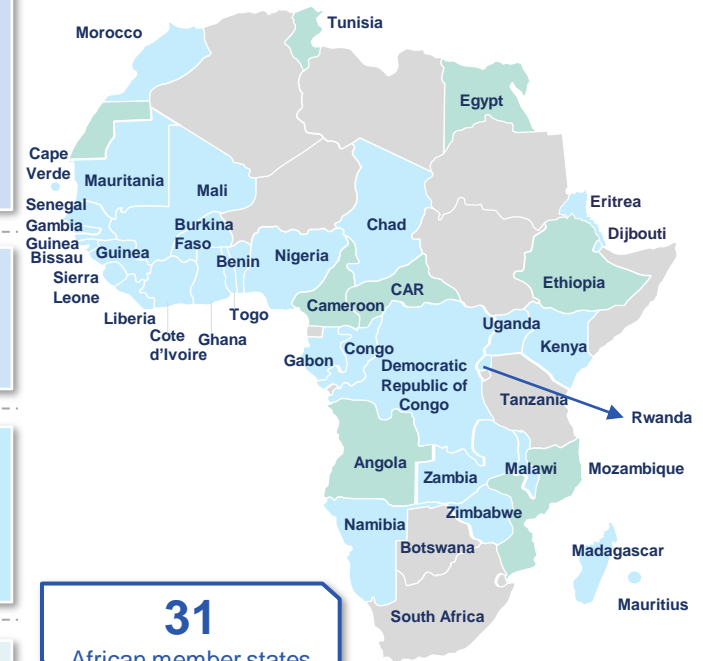 Tunisia
Morocco
Egypt
Cape
Verde
Mauritania
Mali
Senegal
Gambia
Guinea
Bissau
Guinea
Burkina
Faso
Benin
Nigeria
Chad
Eritrea
Djibouti
Sierra
Leone
Liberia
Cote
d'Ivoire
Ghana
Togo
Cameroon
CAR
Ethiopia
Uganda
Kenya
Gabon
Congo
Democratic
Republic of
Congo
Tanzania
Rwanda
Angola
Zambia
Malawi
Mozambique
Namibia
Zimbabwe
Botswana
Madagascar
Mauritius
South Africa
31
African member states